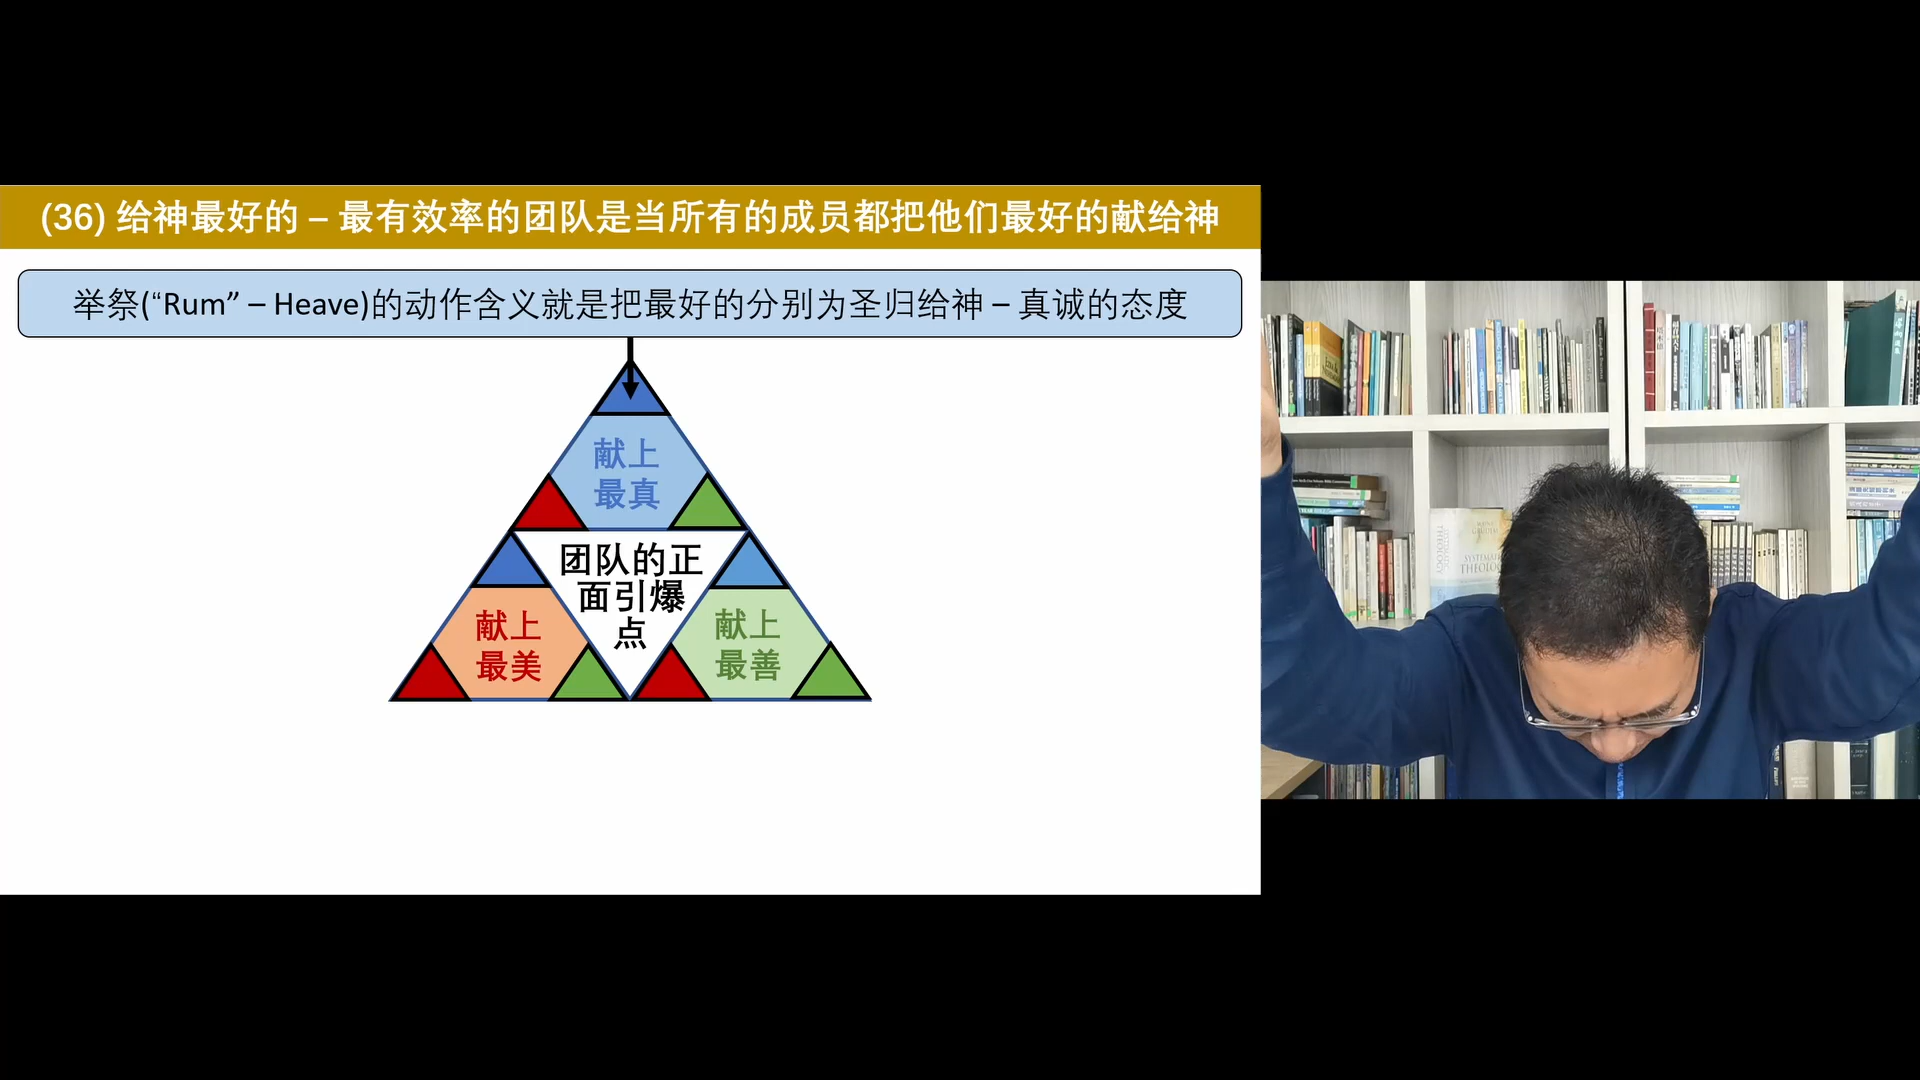 (36) 给神最好的 – 最有效率的团队是当所有的成员都把他们最好的献给神
举祭(“Rum” – Heave)的动作含义就是把最好的分别为圣归给神 – 真诚的态度
献上
最真
团队的正
面引爆
点
献上
最美
献上
最善
SYSTEMATIC
THEOLOGY